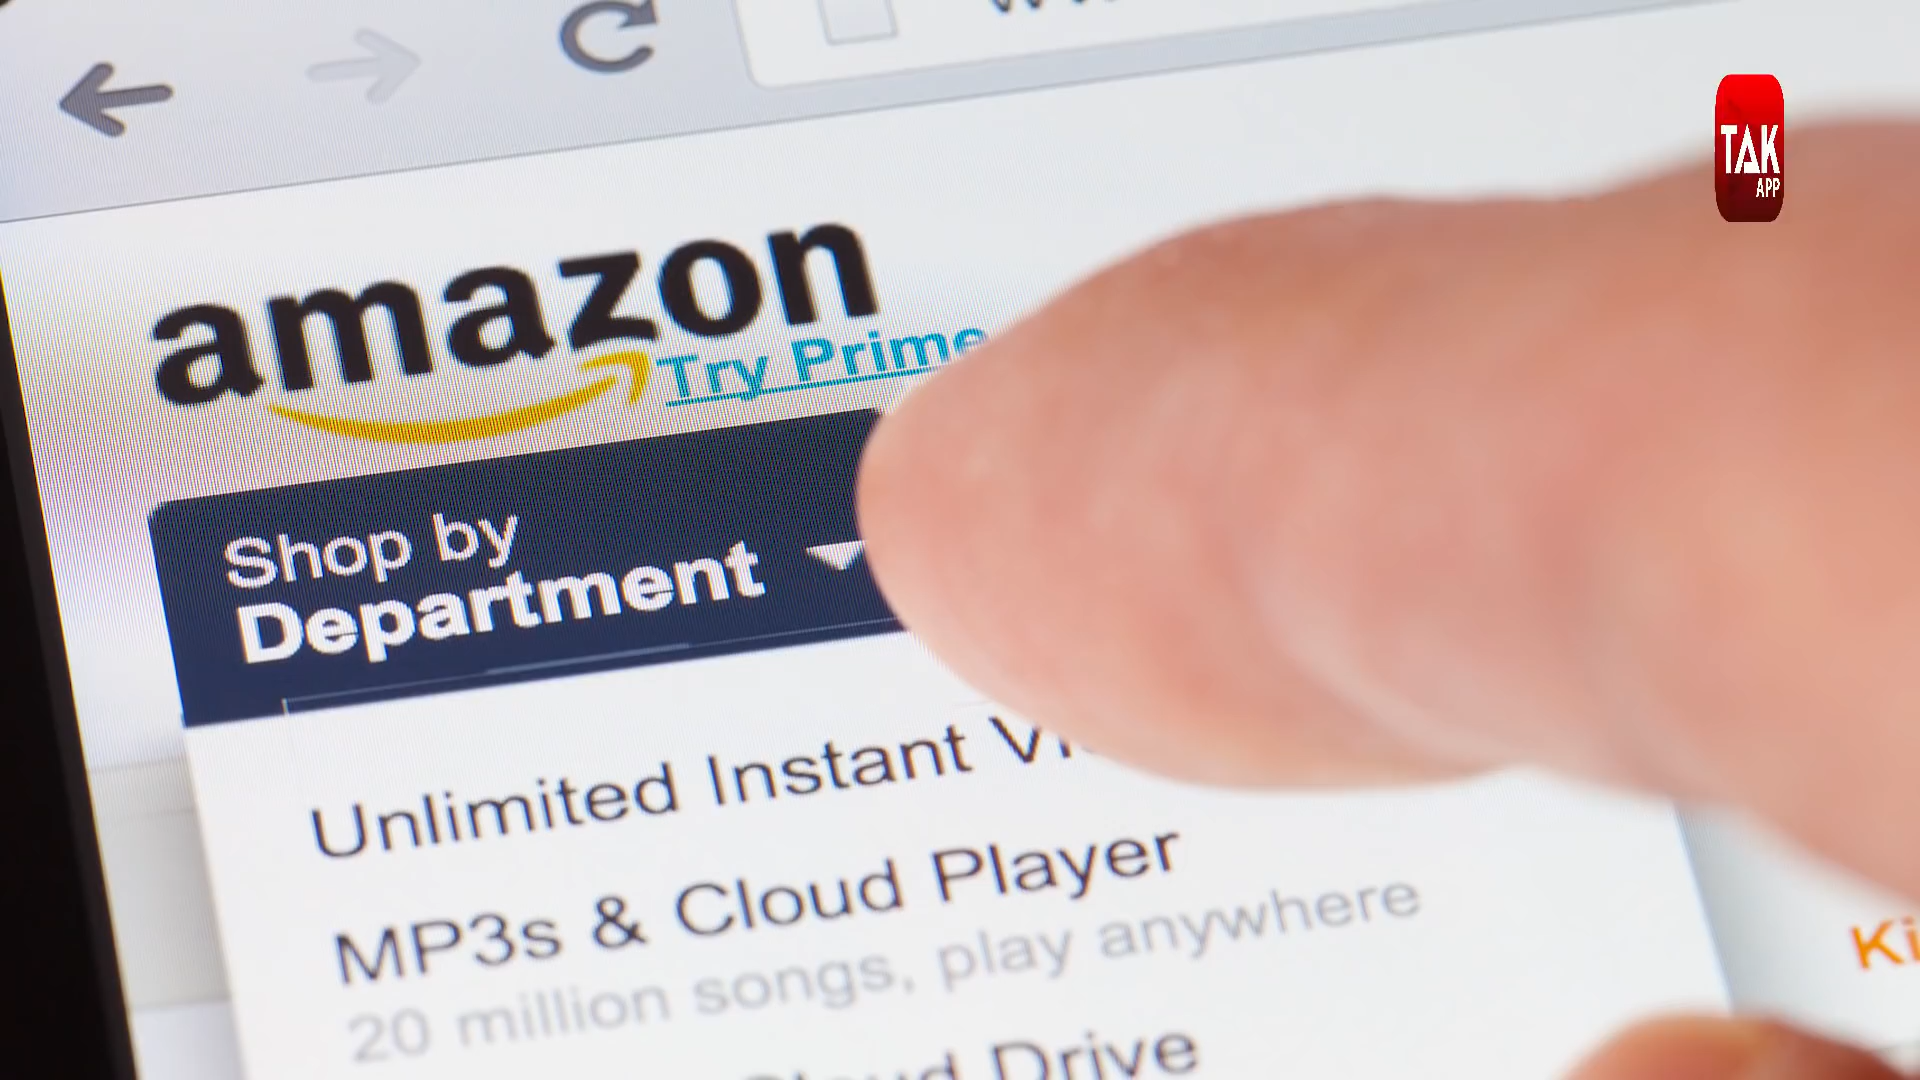 TAK
APP
amazon
Try Prime
Shop by
Department
Unlimited Instant
MP3s & Cloud Player
20 million songs, play anywhere
Drive